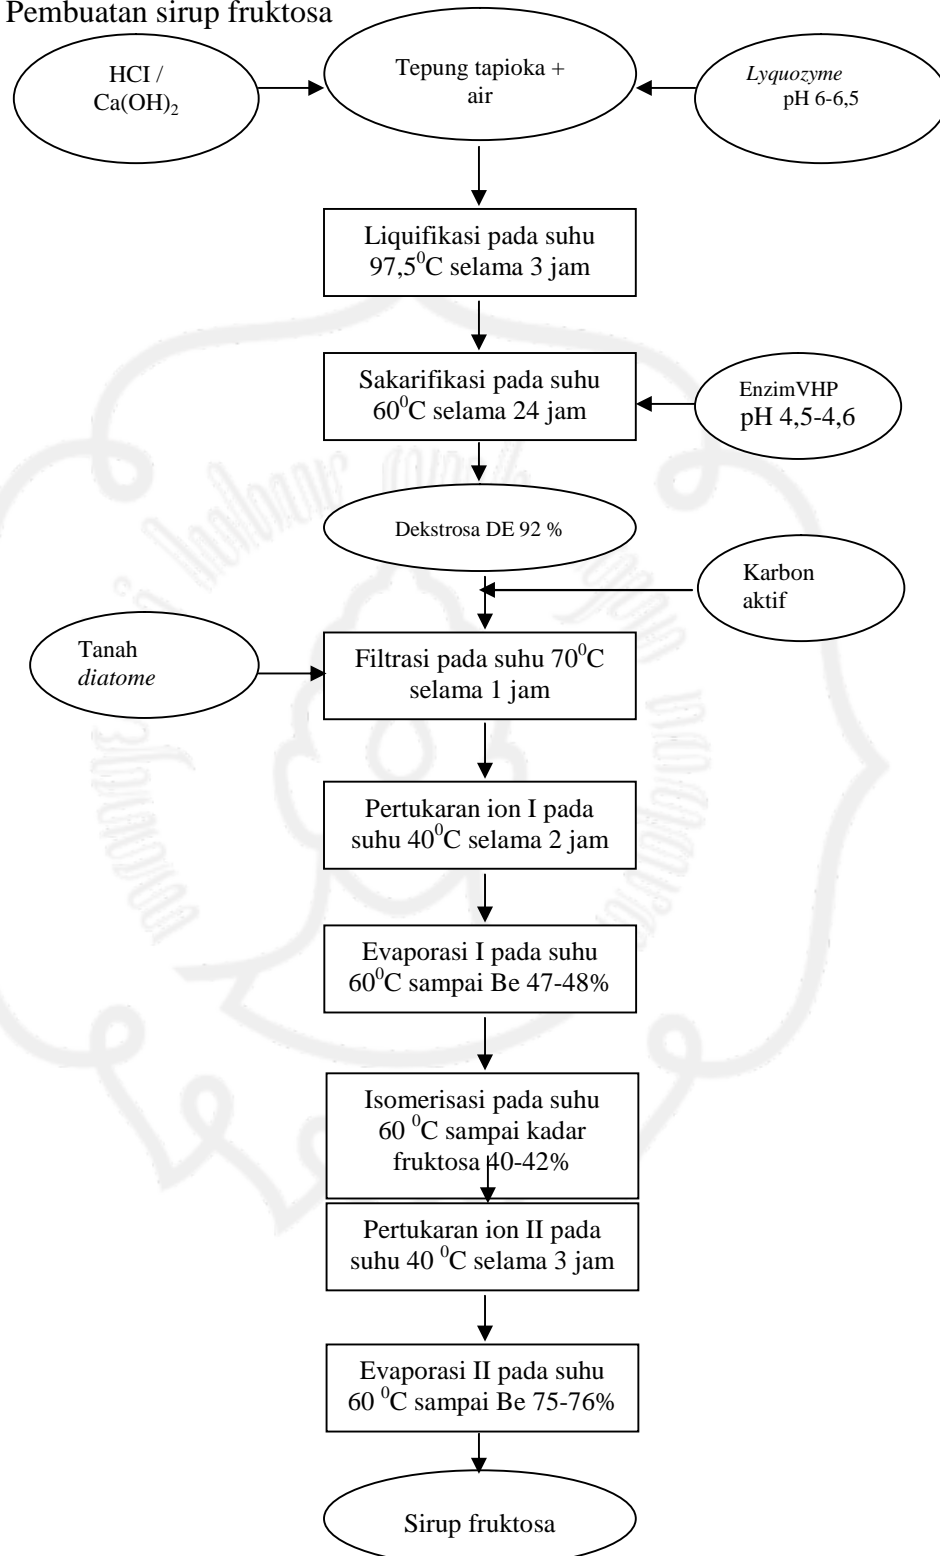 Pembuatan sirup fruktosa
HCI /
Ca(OH)₂
Tepung tapioka +
air
Lyquozyme
pH 6-6,5
Liquifikasi pada suhu
97,5⁰C selama 3 jam
Sakarifikasi pada suhu
60⁰C selama 24 jam
EnzimVHP
pH 4,5-4,6
Dekstrosa DE 92 %
Karbon
aktif
Tanah
diatome
Filtrasi pada suhu 70⁰C
selama 1 jam
Pertukaran ion I pada
suhu 40⁰C selama 2 jam
Evaporasi I pada suhu
60⁰C sampai Be 47-48%
Isomerisasi pada suhu
60 ⁰C sampai kadar
fruktosa 40-42%
Pertukaran ion II pada
suhu 40 ⁰C selama 3 jam
Evaporasi II pada suhu
60 ⁰C sampai Be 75-76%
Sirup fruktosa